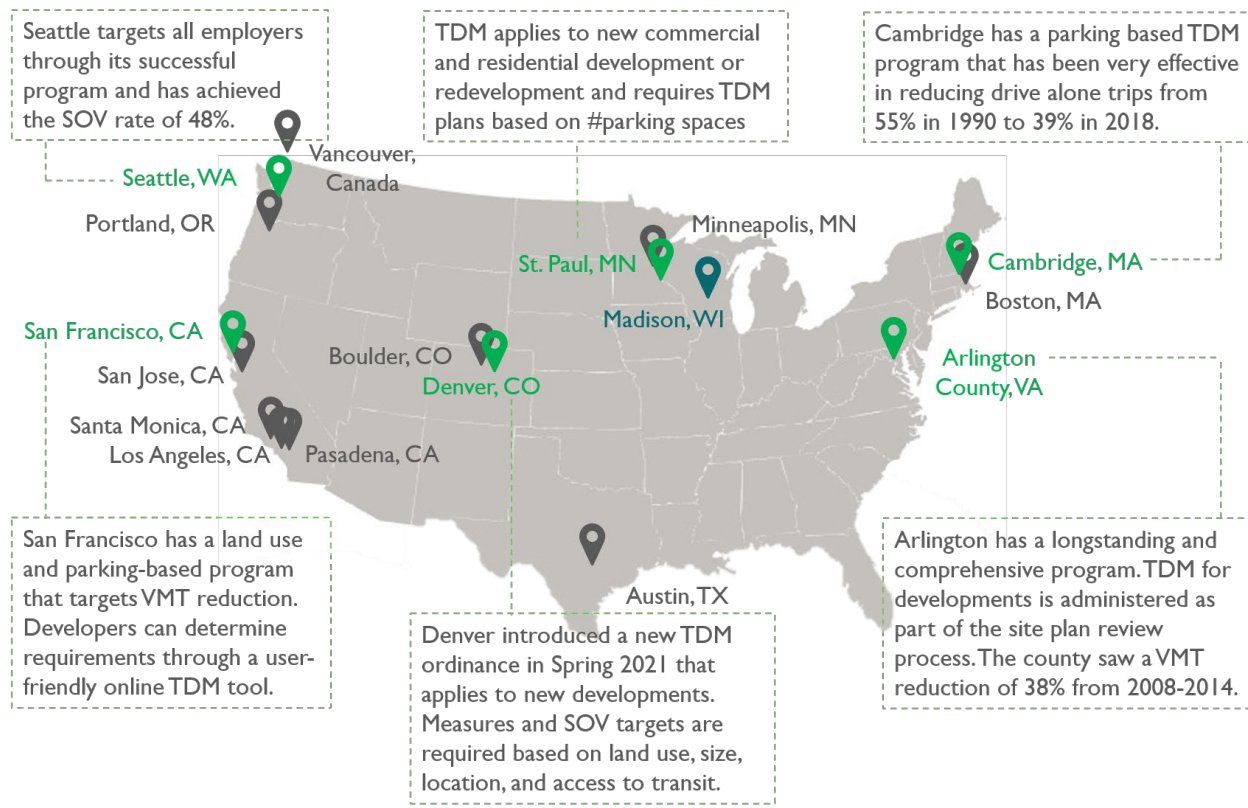 Seattle targets all employers
through its successful
program and has achieved
the SOV rate of 48%.
TDM applies to new commercial
and residential development or
redevelopment and requires TDM
plans based on #parking spaces
Cambridge has a parking based TDM
program that has been very effective
in reducing drive alone trips from
55% in 1990 to 39% in 2018.
Vancouver,
Canada
Seattle, WA
Portland, OR
Minneapolis, MN
St. Paul, MN
Madison, WI
Cambridge, MA
Boston, MA
San Francisco, CA
San Jose, CA
Boulder, CO
Denver, CO
Arlington
County, VA
Santa Monica, CA
Los Angeles, CA
Pasadena, CA
Austin, TX
San Francisco has a land use
and parking-based program
that targets VMT reduction.
Developers can determine
requirements through a user-
friendly online TDM tool.
Denver introduced a new TDM
ordinance in Spring 2021 that
applies to new developments.
Measures and SOV targets are
required based on land use, size,
location, and access to transit.
Arlington has a longstanding and
comprehensive program. TDM for
developments is administered as
part of the site plan review
process. The county saw a VMT
reduction of 38% from 2008-2014.